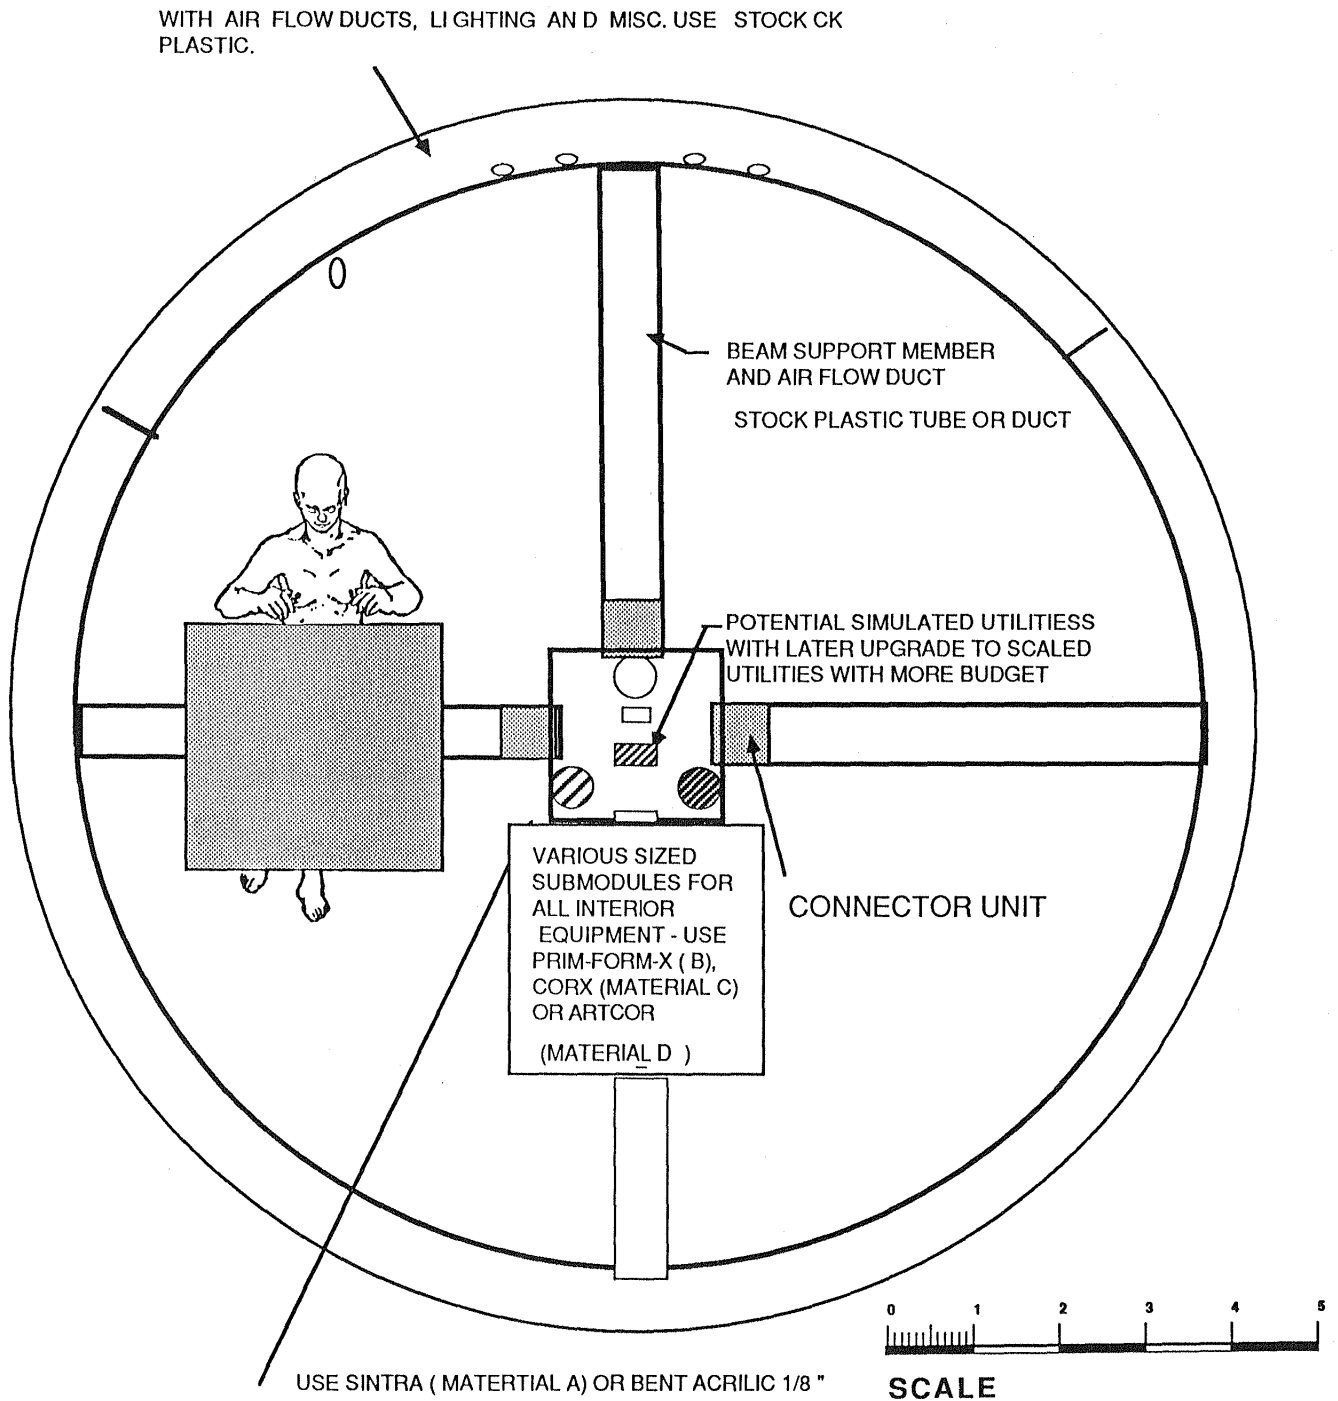 WITH AIR FLOW DUCTS, LI GHTING AN D MISC. USE STOCK CK
PLASTIC.
BEAM SUPPORT MEMBER
AND AIR FLOW DUCT
STOCK PLASTIC TUBE OR DUCT
POTENTIAL SIMULATED UTILITIESS
WITH LATER UPGRADE TO SCALED
UTILITIES WITH MORE BUDGET
VARIOUS SIZED
SUBMODULES FOR
ALL INTERIOR
EQUIPMENT - USE
PRIM-FORM-X ( B),
CORX (MATERIAL C)
OR ARTCOR
(MATERIAL D )
CONNECTOR UNIT
0 1 2 3 4 5
SCALE
USE SINTRA ( MATERTIAL A) OR BENT ACRILIC 1/8 "